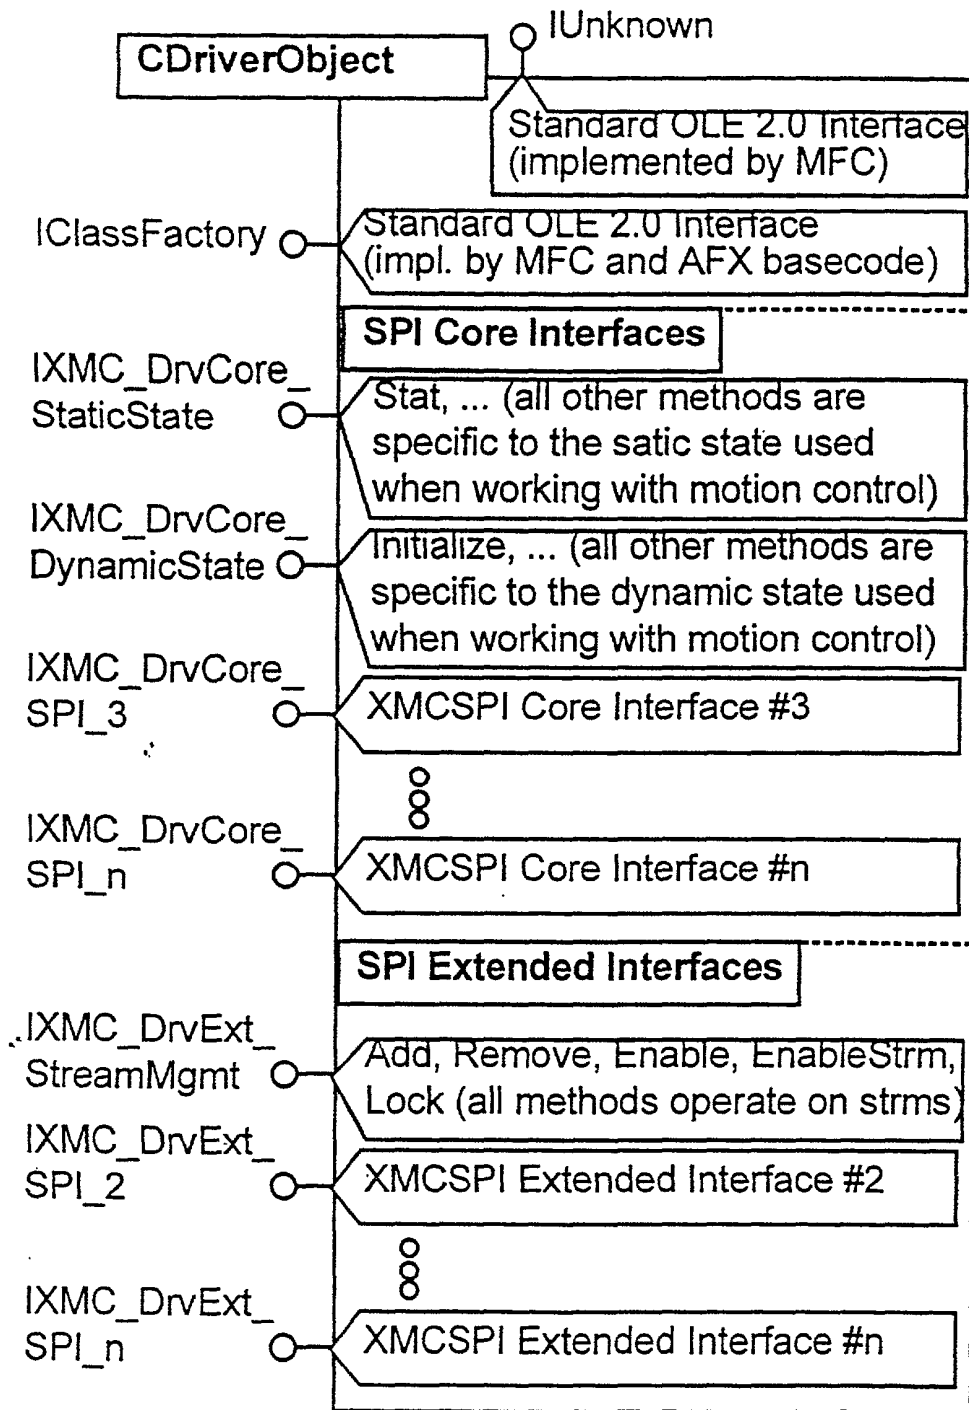 IUnknown
CDriverObject
Standard OLE 2.0 Interface
(implemented by MFC)
IClassFactory
Standard OLE 2.0 Interface
(impl. by MFC and AFX basecode)
SPI Core Interfaces
IXMC_DrvCore_
StaticState
Stat, ... (all other methods are
specific to the satic state used
when working with motion control)
IXMC_DrvCore_
DynamicState
Initialize, ... (all other methods are
specific to the dynamic state used
when working with motion control)
IXMC_DrvCore_
SPI_3
XMCSPI Core Interface #3
IXMC_DrvCore_
SPI_n
XMCSPI Core Interface #n
SPI Extended Interfaces
IXMC_DrvExt_
StreamMgmt
Add, Remove, Enable, EnableStrm,
Lock (all methods operate on strms)
IXMC_DrvExt_
SPI_2
XMCSPI Extended Interface #2
IXMC_DrvExt_
SPI_n
XMCSPI Extended Interface #n